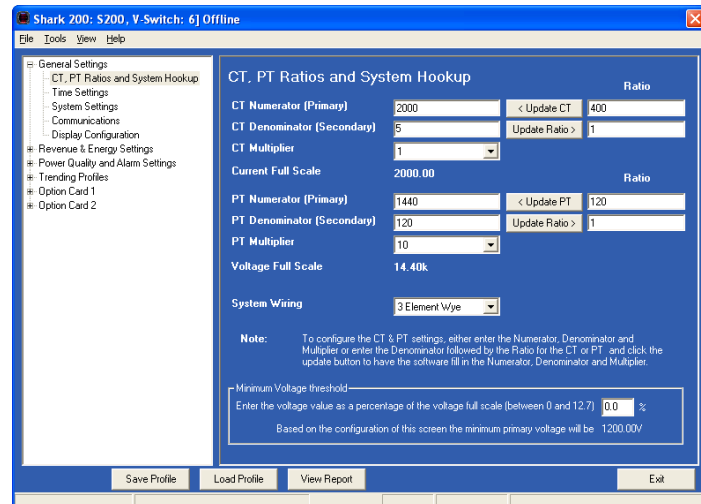 Shark 200: S200, V-Switch: 6] Offline
File Tools View Help
General Settings
CT, PT Ratios and System Hookup
Time Settings
System Settings
Communications
Display Configuration
Revenue & Energy Settings
Power Quality and Alarm Settings
Trending Profiles
Option Card 1
Option Card 2
CT, PT Ratios and System Hookup
Ratio
CT Numerator (Primary) 2000 < Update CT 400
CT Denominator (Secondary) 5 Update Ratio > 1
CT Multiplier 1
Current Full Scale 2000.00
Ratio
PT Numerator (Primary) 1440 < Update PT 120
PT Denominator (Secondary) 120 Update Ratio > 1
PT Multiplier 10
Voltage Full Scale 14.40k
System Wiring 3 Element Wye
Note: To configure the CT & PT settings, either enter the Numerator, Denominator and
Multiplier or enter the Denominator followed by the Ratio for the CT or PT and click the
update button to have the software fill in the Numerator, Denominator and Multiplier.
Minimum Voltage threshold
Enter the voltage value as a percentage of the voltage full scale (between 0 and 12.7) 0.0 %
Based on the configuration of this screen the minimum primary voltage will be 1200.00V
Save Profile Load Profile View Report Exit